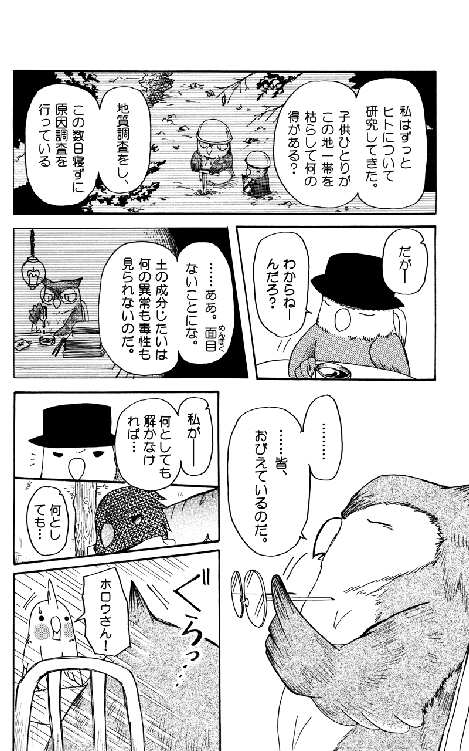 私はずっと
ヒトについて
研究してきた。
子供ひとりが
この地一帯を
枯らして何の
得がある？
地質調査をし、
この数日寝ずに
原因調査を
行っている
だが―
わからねー
んだろ？
……ああ。面目
めんぼく
ないことにな。
土の成分じたいは
何の異常も毒性も
見られないのだ。
………
……皆、
おびえているのだ。
私が―
何としても
解かなけ
れば…
何とし
ても…
ぐらっ…
ホロウさん！